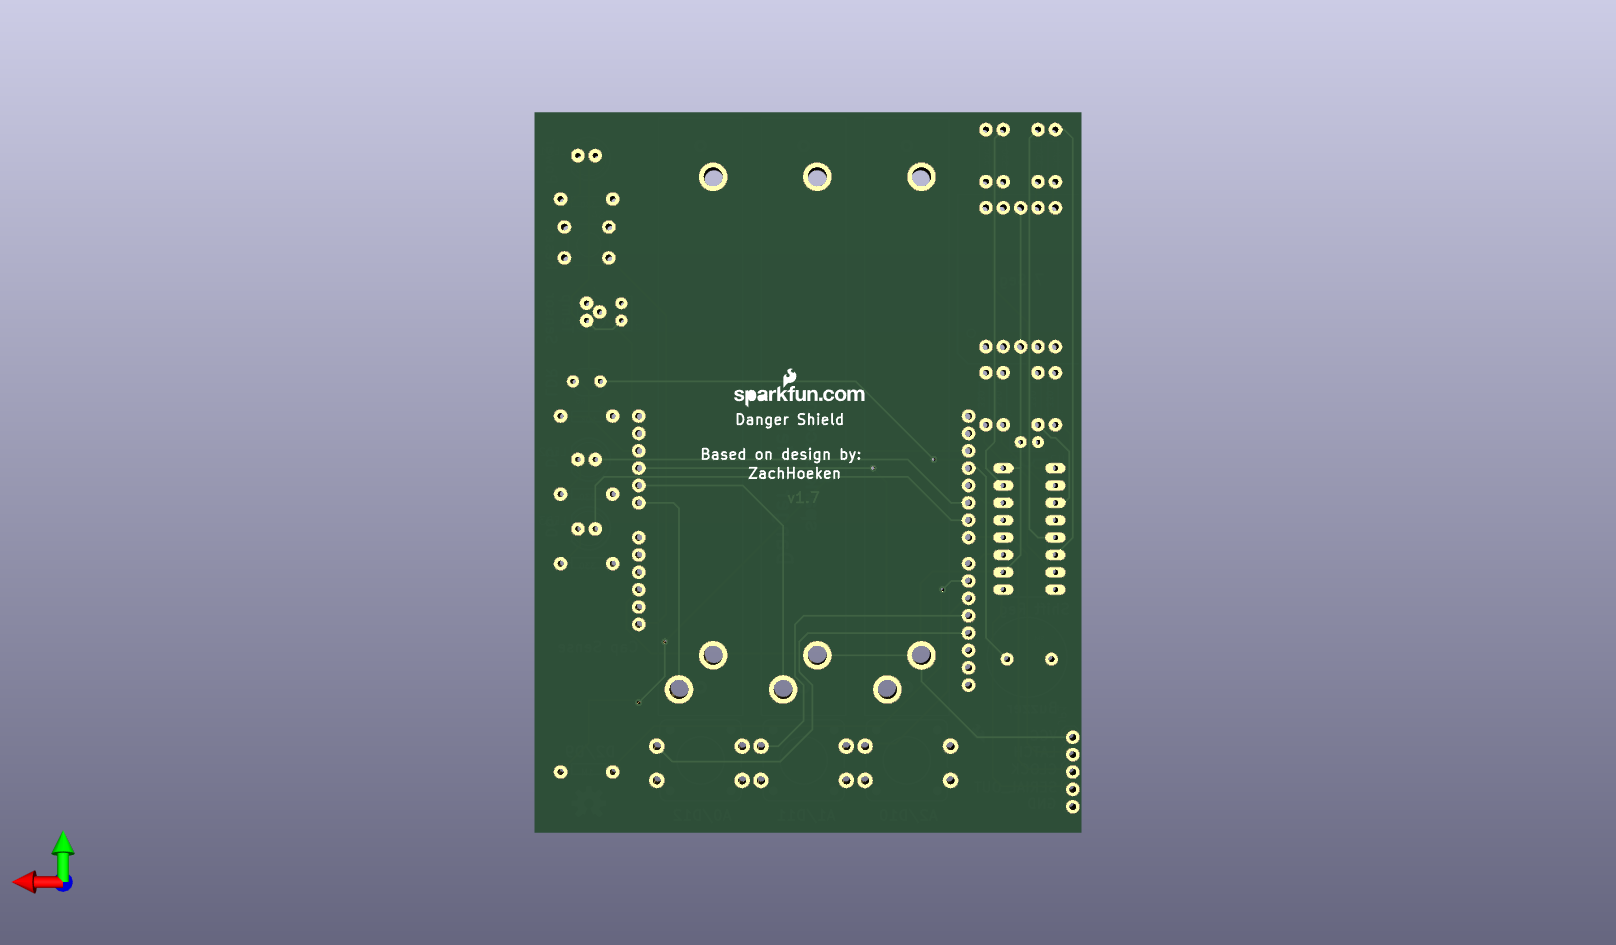 sparkfun.com
Danger Shield
Based on design by:
ZachHoeken
v1.7